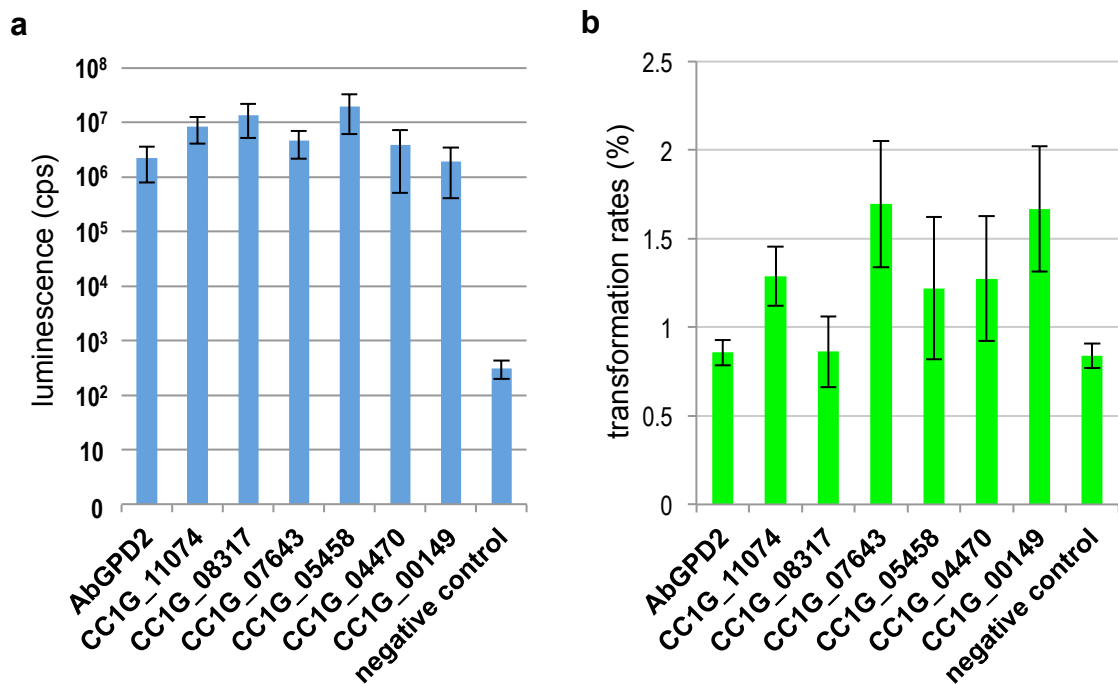 a
luminescence (cps)
10⁸
10⁷
10⁶
10⁵
10⁴
10³
10²
10
0
AbGPD2
CC1G_11074
CC1G_08317
CC1G_07643
CC1G_05458
CC1G_04470
CC1G_00149
negative control
b
transformation rates (%)
2.5
2
1.5
1
0.5
0
AbGPD2
CC1G_11074
CC1G_08317
CC1G_07643
CC1G_05458
CC1G_04470
CC1G_00149
negative control